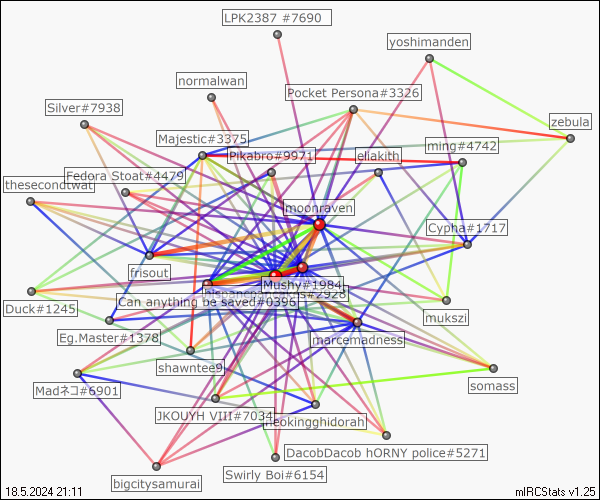 LPK2387 #7690
yoshimanden
normalwan
Pocket Persona#3326
Silver#7938
zebula
Majestic#3375
ming#4742
Pikabro#9971
eliakith
Fedora Stoat#4479
thesecondtwat
moonraven
Cypha#1717
frisout
Mushy#1984
#2928
Can anything be saved#0396
Duck#1245
mukszi
Eg.Master#1378
marcemadness
shawntee9
somass
Madネコ#6901
JKOUYH VIII#7034
neokingghidorah
DacobDacob hORNY police#5271
Swirly Boi#6154
bigcitysamurai
18.5.2024 21:11
mIRCStats v1.25